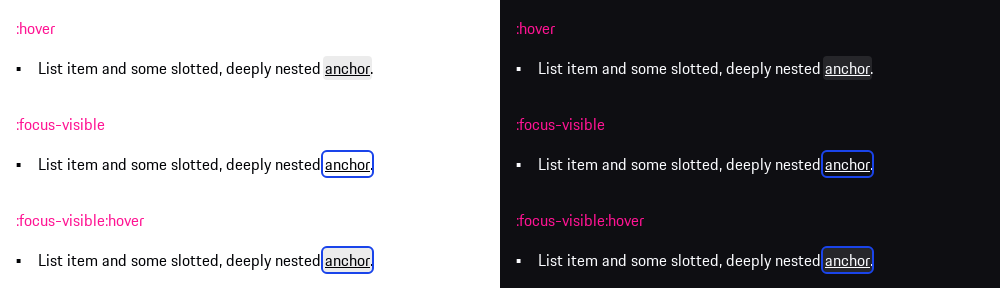 :hover
▪ List item and some slotted, deeply nested anchor.
:focus-visible
▪ List item and some slotted, deeply nested anchor.
:focus-visible:hover
▪ List item and some slotted, deeply nested anchor.
:hover
▪ List item and some slotted, deeply nested anchor.
:focus-visible
▪ List item and some slotted, deeply nested anchor.
:focus-visible:hover
▪ List item and some slotted, deeply nested anchor.